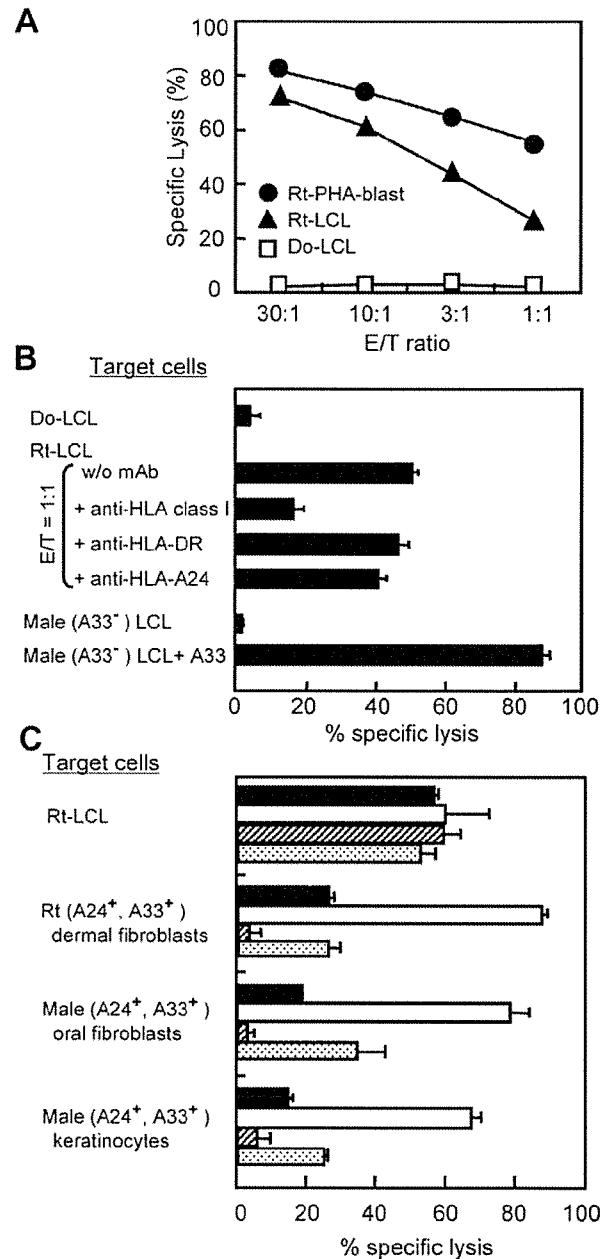 A
Specific Lysis (%)
100
80
60
40
20
0
Rt-PHA-blast
Rt-LCL
Do-LCL
30:1 10:1 3:1 1:1
E/T ratio
B
Target cells
Do-LCL
Rt-LCL
E/T = 1:1
w/o mAb
+ anti-HLA class I
+ anti-HLA-DR
+ anti-HLA-A24
Male (A33⁻) LCL
Male (A33⁻) LCL+ A33
0 20 40 60 80 100
% specific lysis
C
Target cells
Rt-LCL
Rt (A24⁺, A33⁺)
dermal fibroblasts
Male (A24⁺, A33⁺)
oral fibroblasts
Male (A24⁺, A33⁺)
keratinocytes
0 20 40 60 80 100
% specific lysis